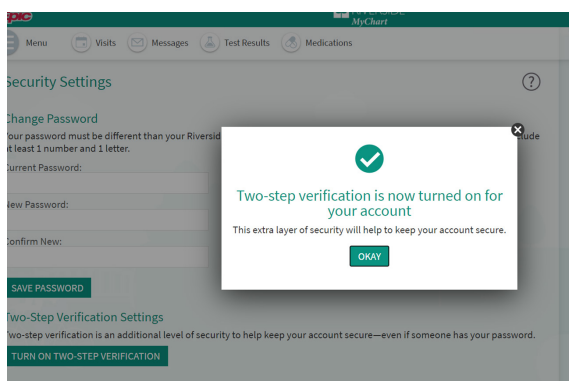 Epic
MyChart
Menu
Visits
Messages
Test Results
Medications
Security Settings
?
Change Password
Your password must be different than your Riversid
at least 1 number and 1 letter.
Current Password:
New Password:
Confirm New:
SAVE PASSWORD
Two-step verification is now turned on for
your account
This extra layer of security will help to keep your account secure.
OKAY
Two-Step Verification Settings
Two-step verification is an additional level of security to help keep your account secure—even if someone has your password.
TURN ON TWO-STEP VERIFICATION